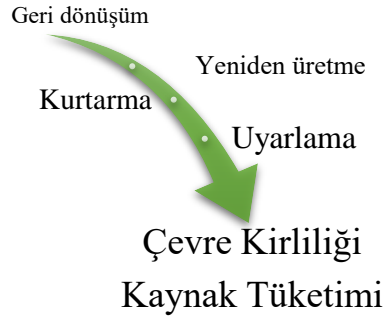 Geri dönüşüm
Yeniden üretme
Kurtarma
Uyarlama
Çevre Kirliliği
Kaynak Tüketimi